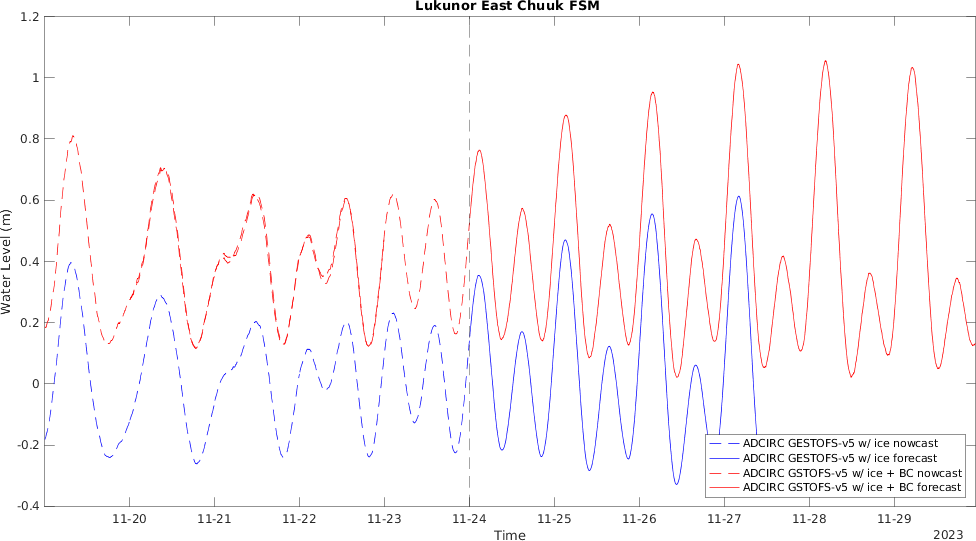 Lukunor East Chuuk FSM
1.2
1
0.8
0.6
0.4
0.2
0
-0.2
-0.4
Water Level (m)
ADCIRC GESTOFS-v5 w/ ice nowcast
ADCIRC GESTOFS-v5 w/ ice forecast
ADCIRC GSTOFS-v5 w/ ice + BC nowcast
ADCIRC GSTOFS-v5 w/ ice + BC forecast
11-20 11-21 11-22 11-23 11-24 11-25 11-26 11-27 11-28 11-29
Time
2023